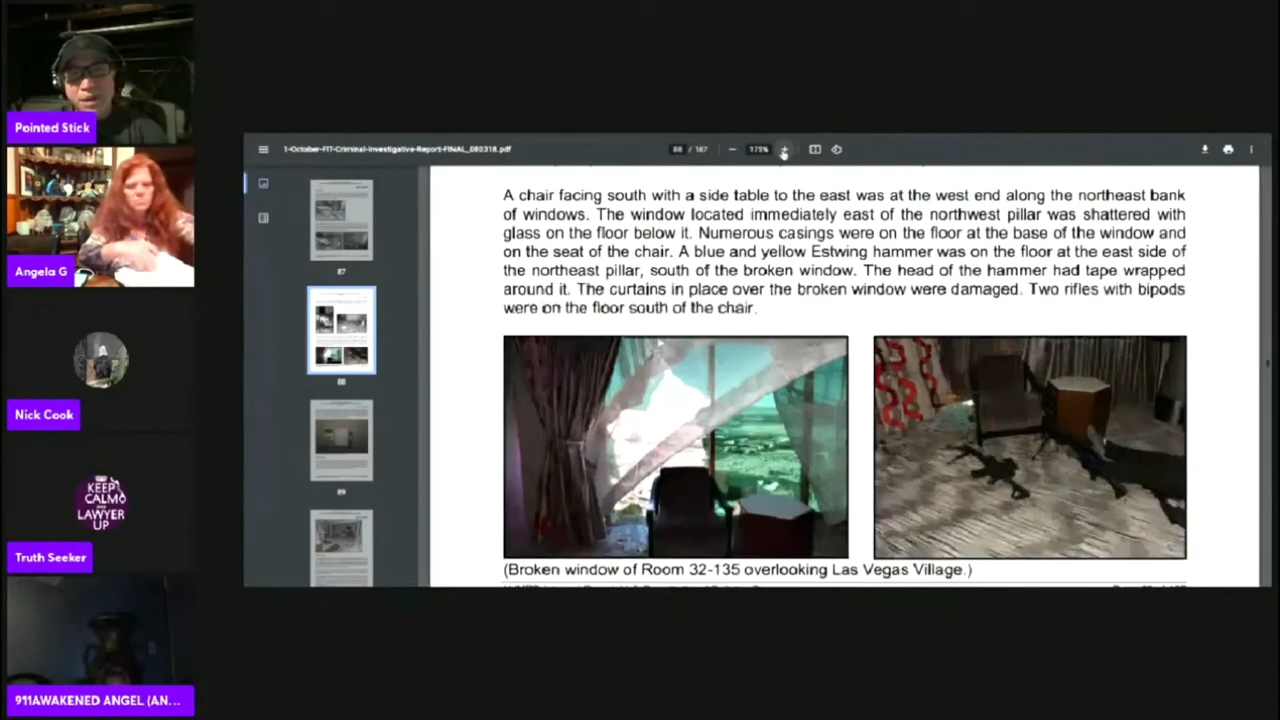 Pointed Stick
Angela G
Nick Cook
KEEP
CALM
AND
LAWYER
UP
Truth Seeker
911AWAKENED ANGEL (AN...
1-October-FIT-Criminal-Investigative-Report-FINAL_080318.pdf
88 / 187
175%
87
88
89
A chair facing south with a side table to the east was at the west end along the northeast bank
of windows. The window located immediately east of the northwest pillar was shattered with
glass on the floor below it. Numerous casings were on the floor at the base of the window and
on the seat of the chair. A blue and yellow Estwing hammer was on the floor at the east side of
the northeast pillar, south of the broken window. The head of the hammer had tape wrapped
around it. The curtains in place over the broken window were damaged. Two rifles with bipods
were on the floor south of the chair.
(Broken window of Room 32-135 overlooking Las Vegas Village.)